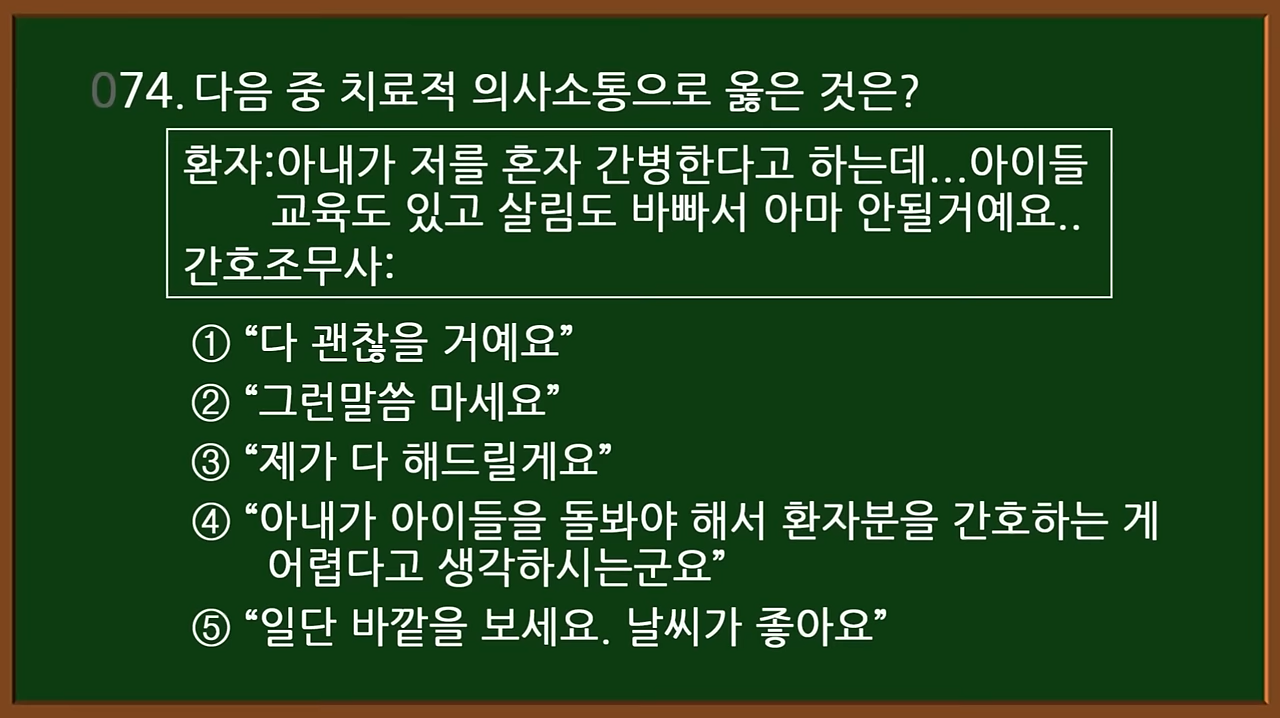 074. 다음 중 치료적 의사소통으로 옳은 것은?
환자:아내가 저를 혼자 간병한다고 하는데...아이들
교육도 있고 살림도 바빠서 아마 안될거예요..
간호조무사:
① “다 괜찮을 거예요”
② “그런말씀 마세요”
③ “제가 다 해드릴게요”
④ “아내가 아이들을 돌봐야 해서 환자분을 간호하는 게
어렵다고 생각하시는군요”
⑤ “일단 바깥을 보세요. 날씨가 좋아요”